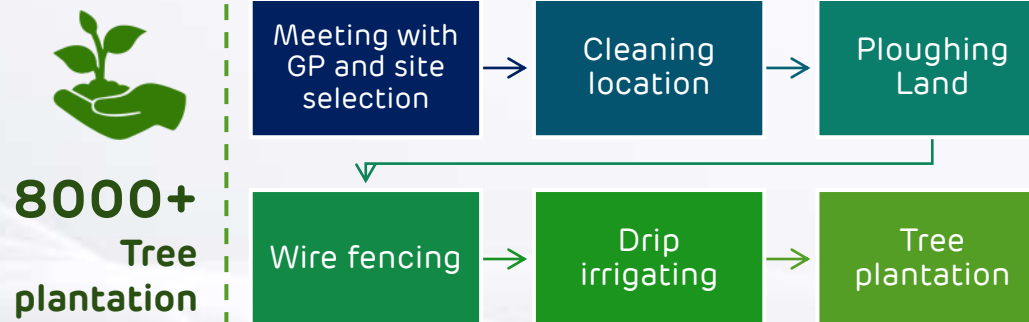 8000+
Tree
plantation
Meeting with
GP and site
selection
Cleaning
location
Ploughing
Land
Wire fencing
Drip
irrigating
Tree
plantation